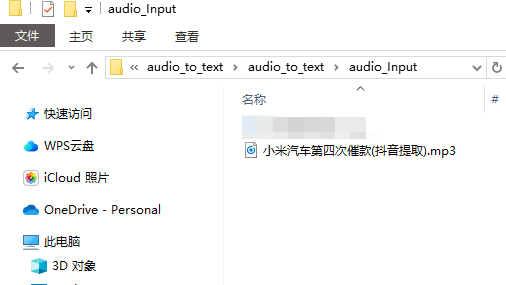 audio_Input
文件 主页 共享 查看
« audio_to_text > audio_to_text > audio_Input
名称 #
快速访问
小米汽车第四次催款(抖音提取).mp3
WPS云盘
iCloud 照片
OneDrive - Personal
此电脑
3D 对象